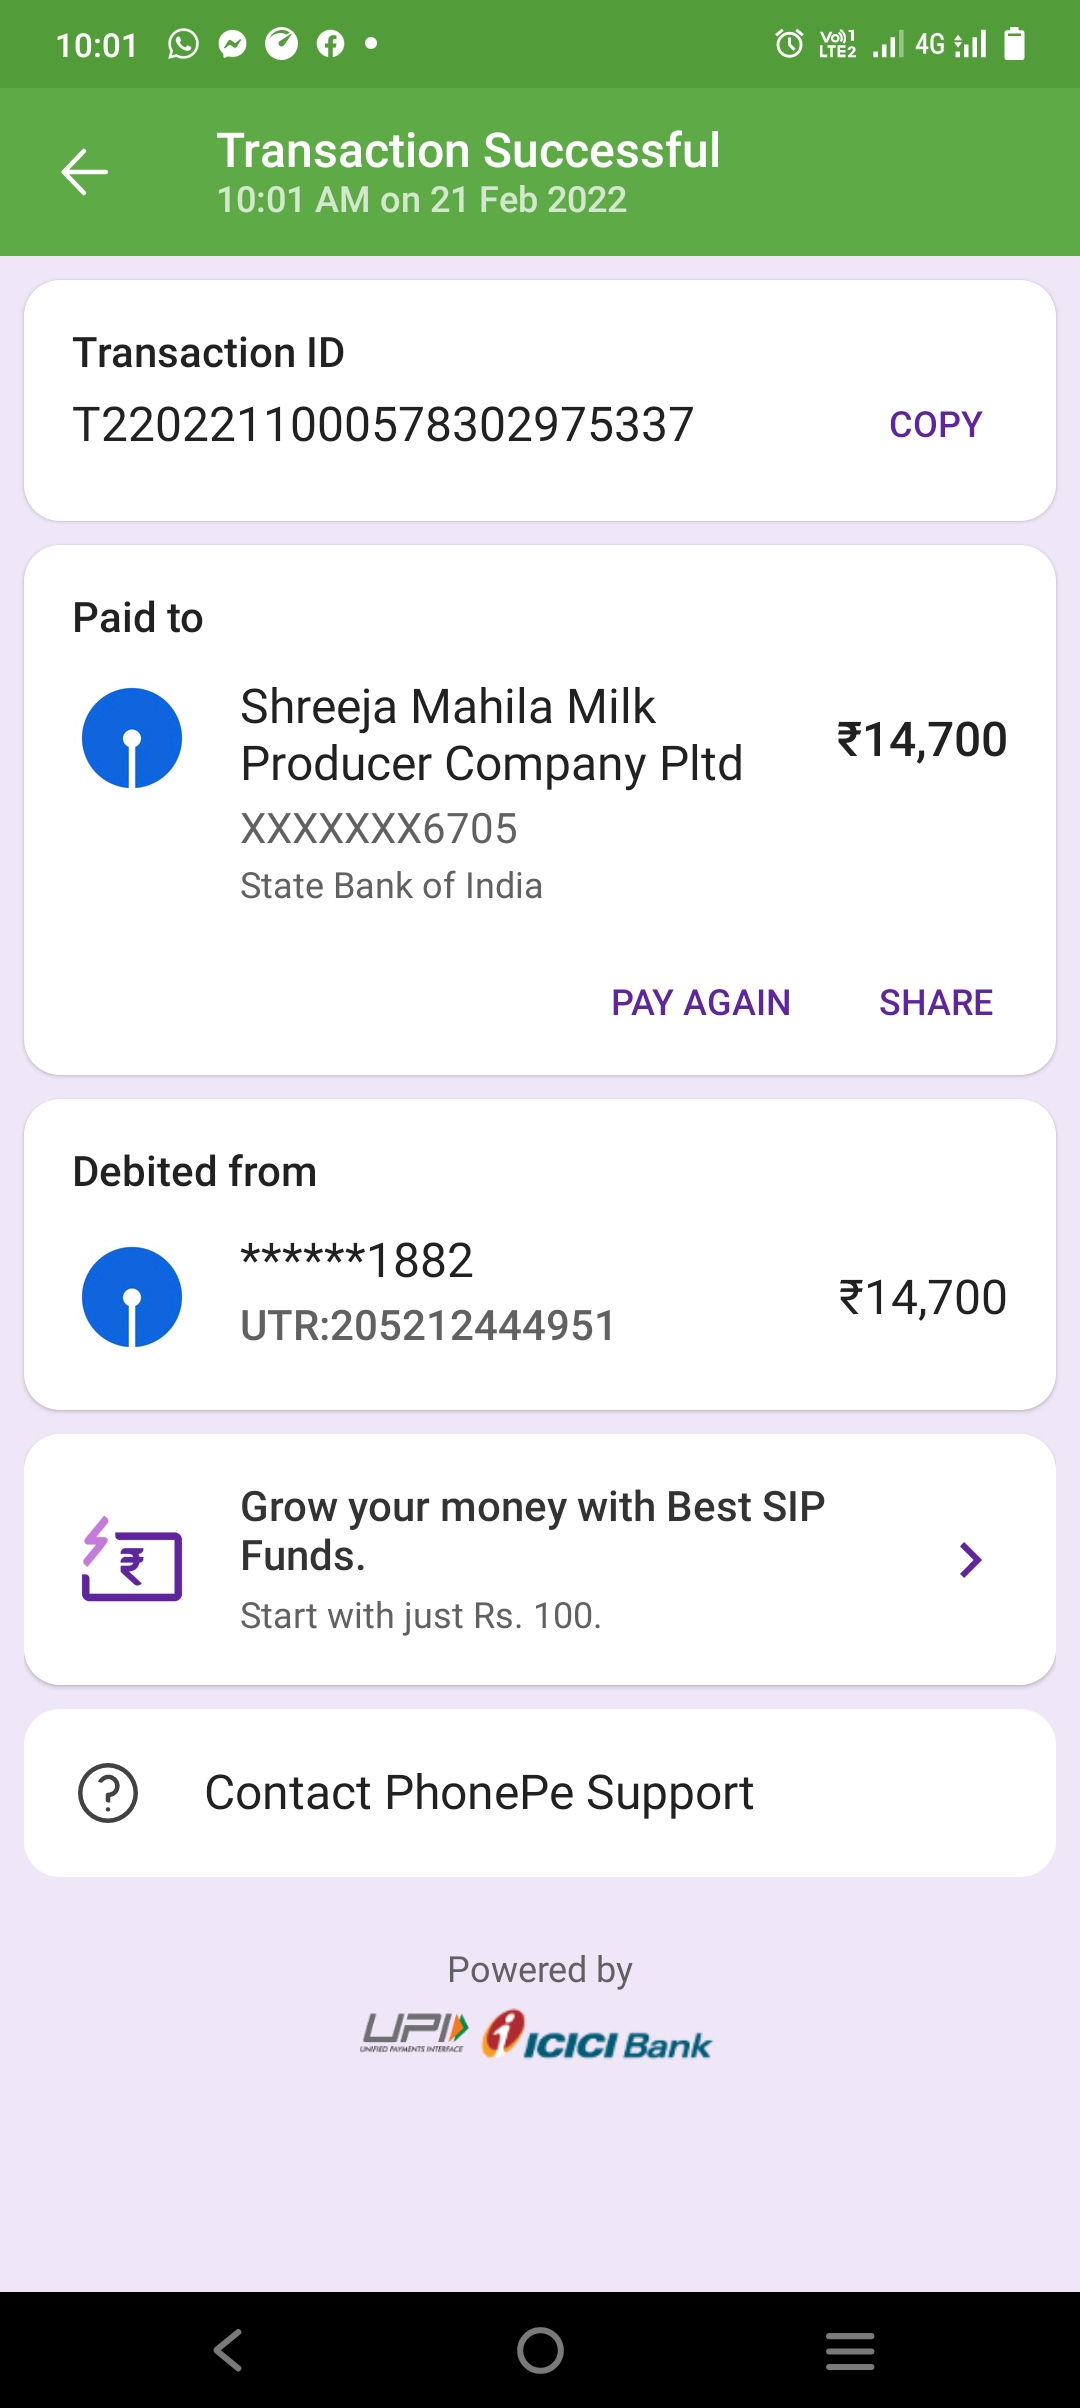 10:01
Vo)) 1
LTE2
4G
Transaction Successful
10:01 AM on 21 Feb 2022
Transaction ID
T2202211000578302975337
COPY
Paid to
Shreeja Mahila Milk
Producer Company Pltd
₹14,700
XXXXXXX6705
State Bank of India
PAY AGAIN
SHARE
Debited from
******1882
₹14,700
UTR:205212444951
Grow your money with Best SIP
Funds.
Start with just Rs. 100.
Contact PhonePe Support
Powered by
UPI
UNIFIED PAYMENTS INTERFACE
ICICI Bank